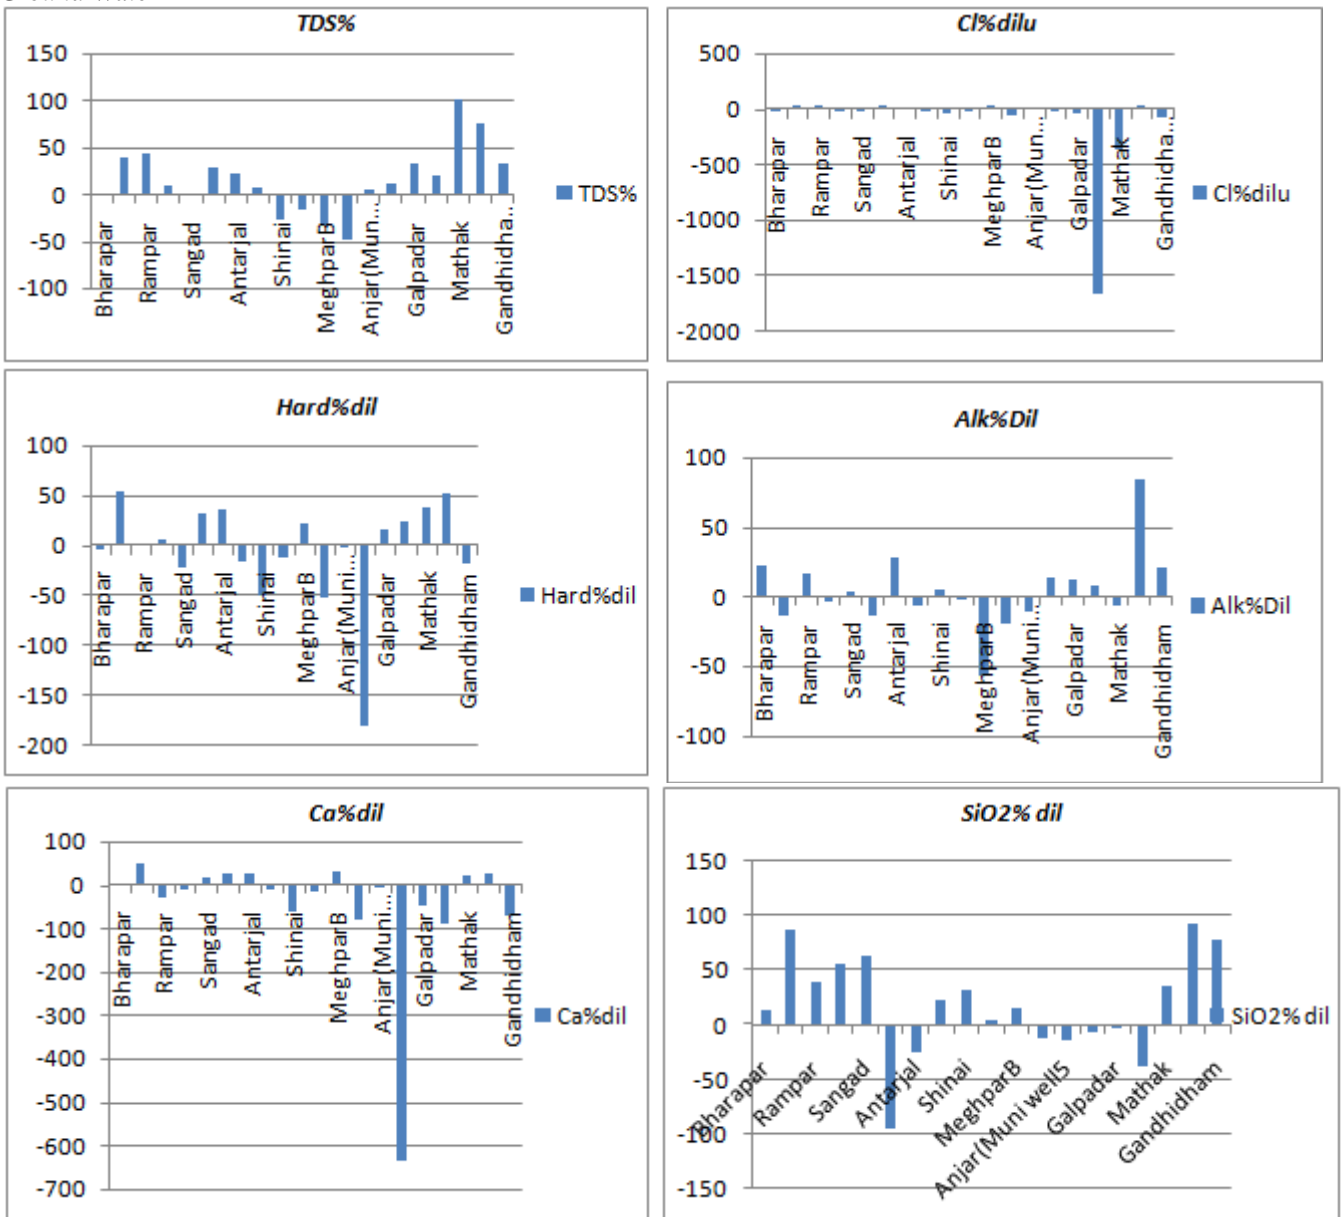 TDS%
150
100
50
0
-50
-100
Bharapar
Rampar
Sangad
Antarjal
Shinai
MeghparB
Anjar(Mun...
Galpadar
Mathak
Gandhidha..
TDS%
Cl%dilu
500
0
-500
-1000
-1500
-2000
Bharapar
Rampar
Sangad
Antarjal
Shinai
MeghparB
Anjar(Mun...
Galpadar
Mathak
Gandhidha...
Cl%dilu
Hard%dil
100
50
0
-50
-100
-150
-200
Bharapar
Rampar
Sangad
Antarjal
Shinai
MeghparB
Anjar(Muni...
Galpadar
Mathak
Gandhidham
Hard%dil
Alk%Dil
100
50
0
-50
-100
Bharapar
Rampar
Sangad
Antarjal
Shinai
MeghparB
Anjar(Muni...
Galpadar
Mathak
Gandhidham
Alk%Dil
Ca%dil
100
0
-100
-200
-300
-400
-500
-600
-700
Bharapar
Rampar
Sangad
Antarjal
Shinai
MeghparB
Anjar(Muni...
Galpadar
Mathak
Gandhidham
Ca%dil
SiO2% dil
150
100
50
0
-50
-100
-150
Bharapar
Rampar
Sangad
Antarjal
Shinai
MeghparB
Anjar(Muni well5
Galpadar
Mathak
Gandhidham
SiO2% dil